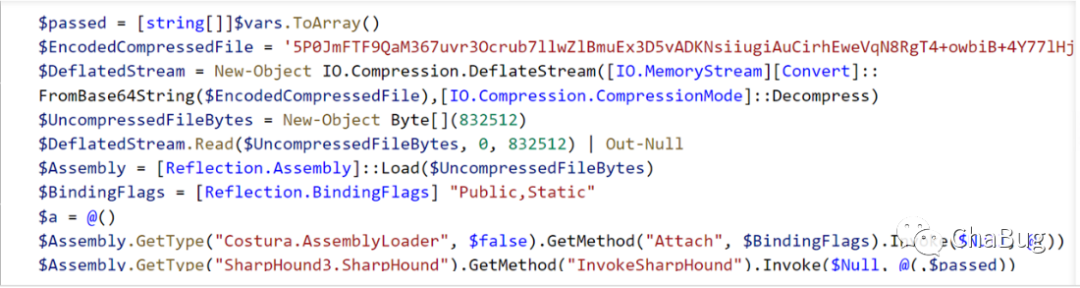 $passed = [string[]]$vars.ToArray()
$EncodedCompressedFile = '5P0JmFTF9QaM367uvr3Ocrub7llwZlBmuEx3D5vADKNsiiugiAuCirhEweVqN8RgT4+owbiB+4Y77lHj
$DeflatedStream = New-Object IO.Compression.DeflateStream([IO.MemoryStream][Convert]::
FromBase64String($EncodedCompressedFile),[IO.Compression.CompressionMode]::Decompress)
$UncompressedFileBytes = New-Object Byte[](832512)
$DeflatedStream.Read($UncompressedFileBytes, 0, 832512) | Out-Null
$Assembly = [Reflection.Assembly]::Load($UncompressedFileBytes)
$BindingFlags = [Reflection.BindingFlags] "Public,Static"
$a = @()
$Assembly.GetType("Costura.AssemblyLoader", $false).GetMethod("Attach", $BindingFlags).Invoke($Null, @())
$Assembly.GetType("SharpHound3.SharpHound").GetMethod("InvokeSharpHound").Invoke($Null, @(,$passed))
ChaBug